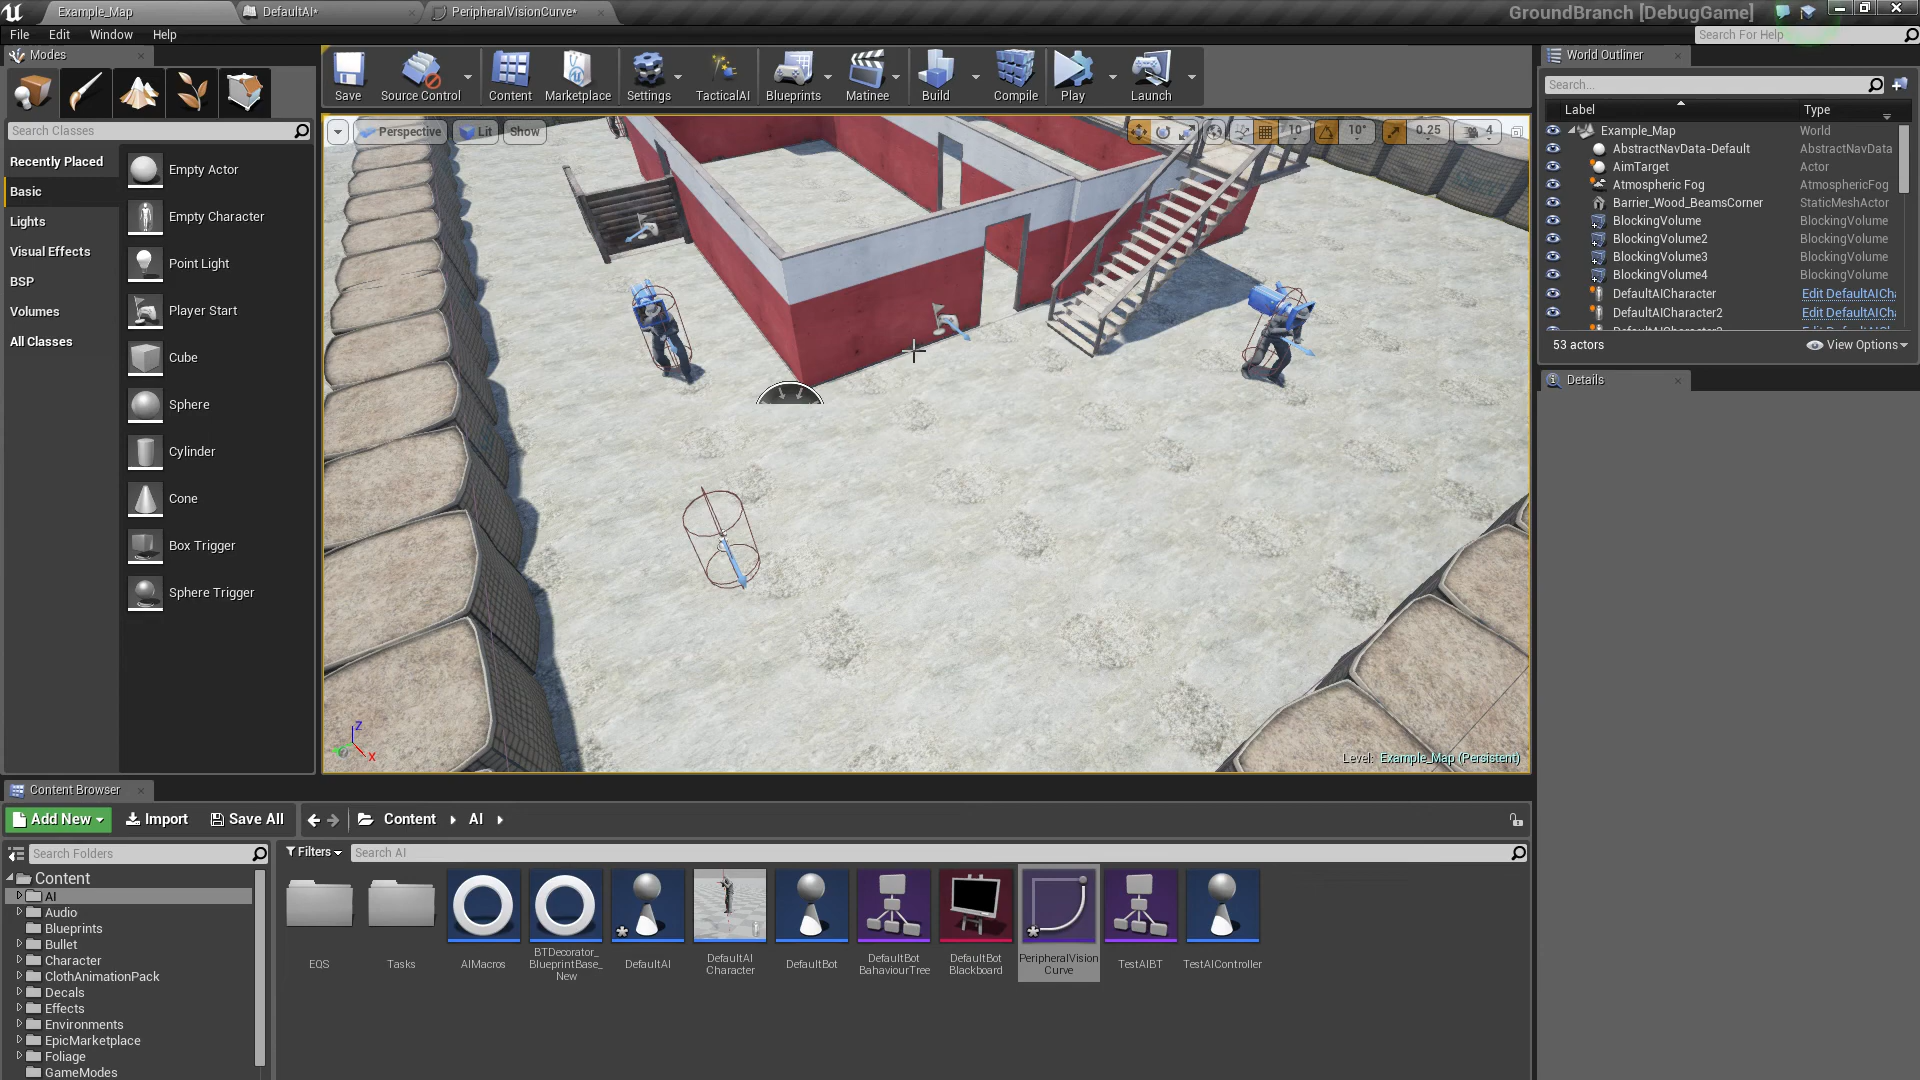 Example_Map
DefaultAI*
PeripheralVisionCurve*
GroundBranch [DebugGame]
File
Edit
Window
Help
Search For Help
Modes
Search Classes
Recently Placed
Basic
Lights
Visual Effects
BSP
Volumes
All Classes
Empty Actor
Empty Character
Point Light
Player Start
Cube
Sphere
Cylinder
Cone
Box Trigger
Sphere Trigger
Save
Source Control
Content
Marketplace
Settings
TacticalAI
Blueprints
Matinee
Build
Compile
Play
Launch
Perspective
Lit
Show
10
10°
0.25
4
Z
X
Level: Example_Map (Persistent)
World Outliner
Search...
Label
Type
Example_Map
World
AbstractNavData-Default
AbstractNavData
AimTarget
Actor
Atmospheric Fog
AtmosphericFog
Barrier_Wood_BeamsCorner
StaticMeshActor
BlockingVolume
BlockingVolume
BlockingVolume2
BlockingVolume
BlockingVolume3
BlockingVolume
BlockingVolume4
BlockingVolume
DefaultAICharacter
Edit DefaultAICh
DefaultAICharacter2
Edit DefaultAICh
53 actors
View Options
Details
Content Browser
Add New
Import
Save All
Content
AI
Search Folders
Content
AI
Audio
Blueprints
Bullet
Character
ClothAnimationPack
Decals
Effects
Environments
EpicMarketplace
Foliage
GameModes
Filters
Search AI
EQS
Tasks
AIMacros
BTDecorator_
BlueprintBase_
New
DefaultAI
DefaultAI
Character
DefaultBot
DefaultBot
BahaviourTree
DefaultBot
Blackboard
PeripheralVision
Curve
TestAIBT
TestAIController